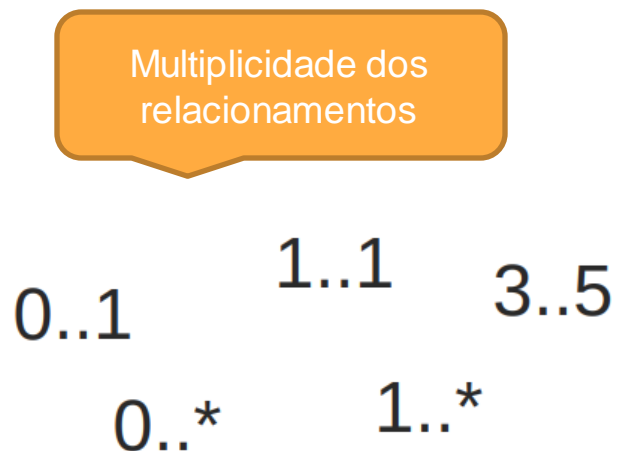 Multiplicidade dos
relacionamentos
1..1
0..1
3..5
0..*
1..*